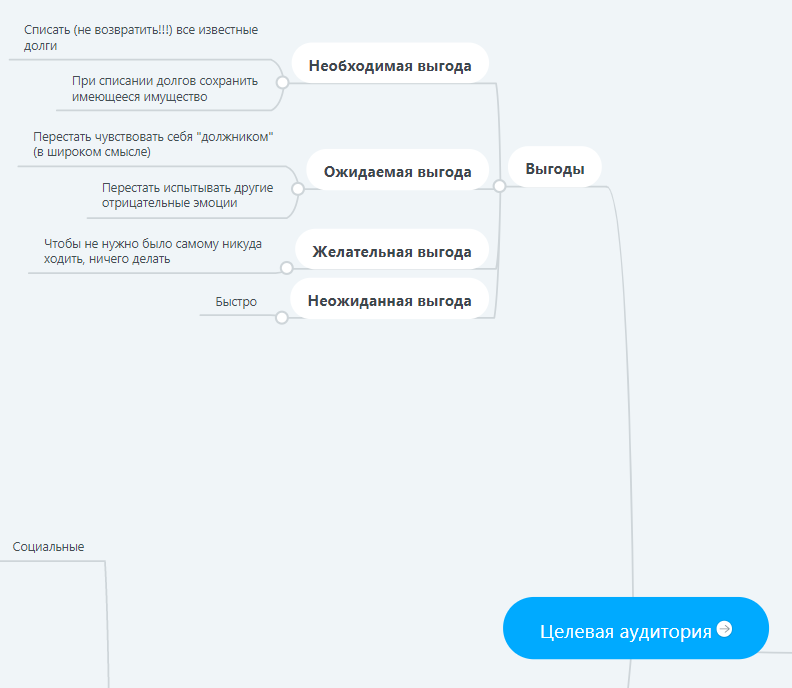 Списать (не возвратить!!!) все известные
долги
Необходимая выгода
При списании долгов сохранить
имеющееся имущество
Перестать чувствовать себя "должником"
(в широком смысле)
Ожидаемая выгода
Выгоды
Перестать испытывать другие
отрицательные эмоции
Чтобы не нужно было самому никуда
ходить, ничего делать
Желательная выгода
Быстро
Неожиданная выгода
Социальные
Целевая аудитория